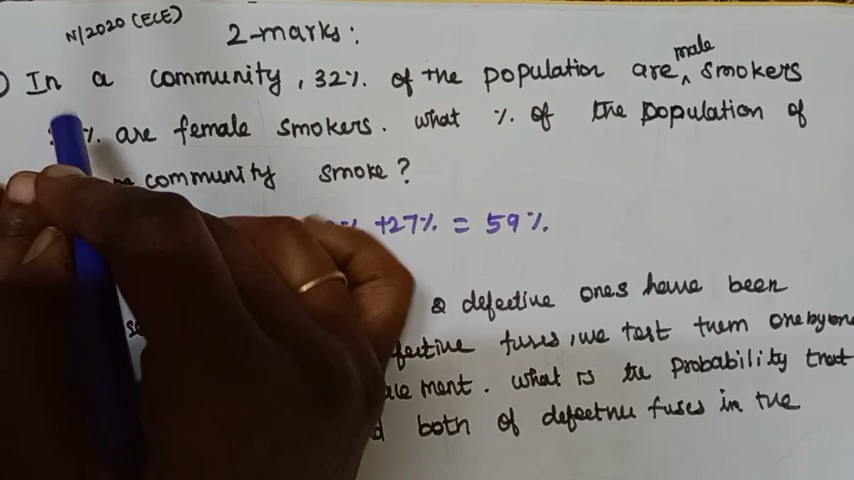 N/2020 (ECE)
2-marks:
In a community, 32%. of the population are male smokers
%. are female smokers. what %. of the population of
community smoke?
+27%. = 59%.
2 defective ones have been
fuses, we test them one by one
ment. what is the probability that
both of defective fuses in the